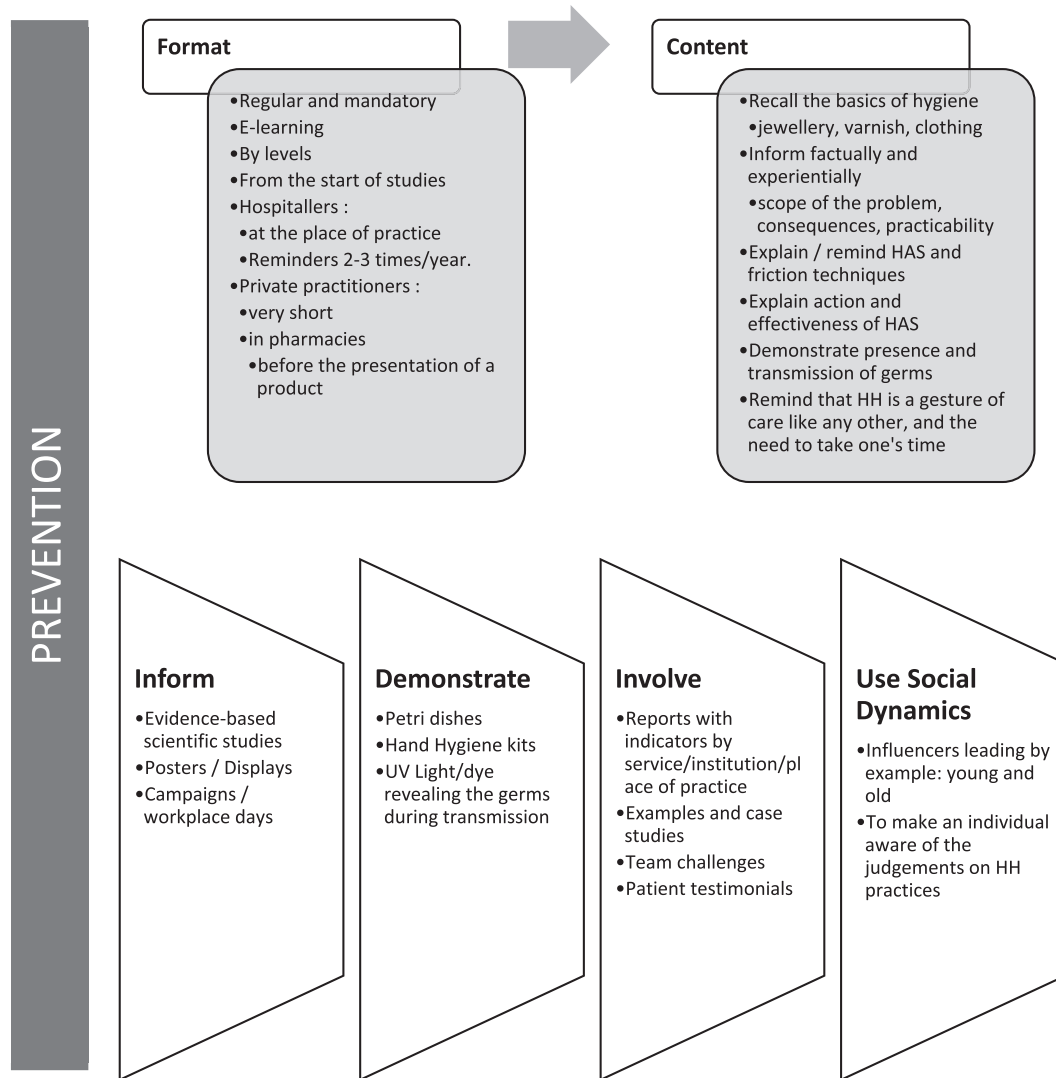 PREVENTION
Format
•Regular and mandatory
•E-learning
•By levels
•From the start of studies
•Hospitallers :
•at the place of practice
•Reminders 2-3 times/year.
•Private practitioners :
•very short
•in pharmacies
•before the presentation of a
product
Content
•Recall the basics of hygiene
•jewellery, varnish, clothing
•Inform factually and
experientially
•scope of the problem,
consequences, practicability
•Explain / remind HAS and
friction techniques
•Explain action and
effectiveness of HAS
•Demonstrate presence and
transmission of germs
•Remind that HH is a gesture of
care like any other, and the
need to take one's time
Inform
•Evidence-based
scientific studies
•Posters / Displays
•Campaigns /
workplace days
Demonstrate
•Petri dishes
•Hand Hygiene kits
•UV Light/dye
revealing the germs
during transmission
Involve
•Reports with
indicators by
service/institution/pl
ace of practice
•Examples and case
studies
•Team challenges
•Patient testimonials
Use Social
Dynamics
•Influencers leading by
example: young and
old
•To make an individual
aware of the
judgements on HH
practices